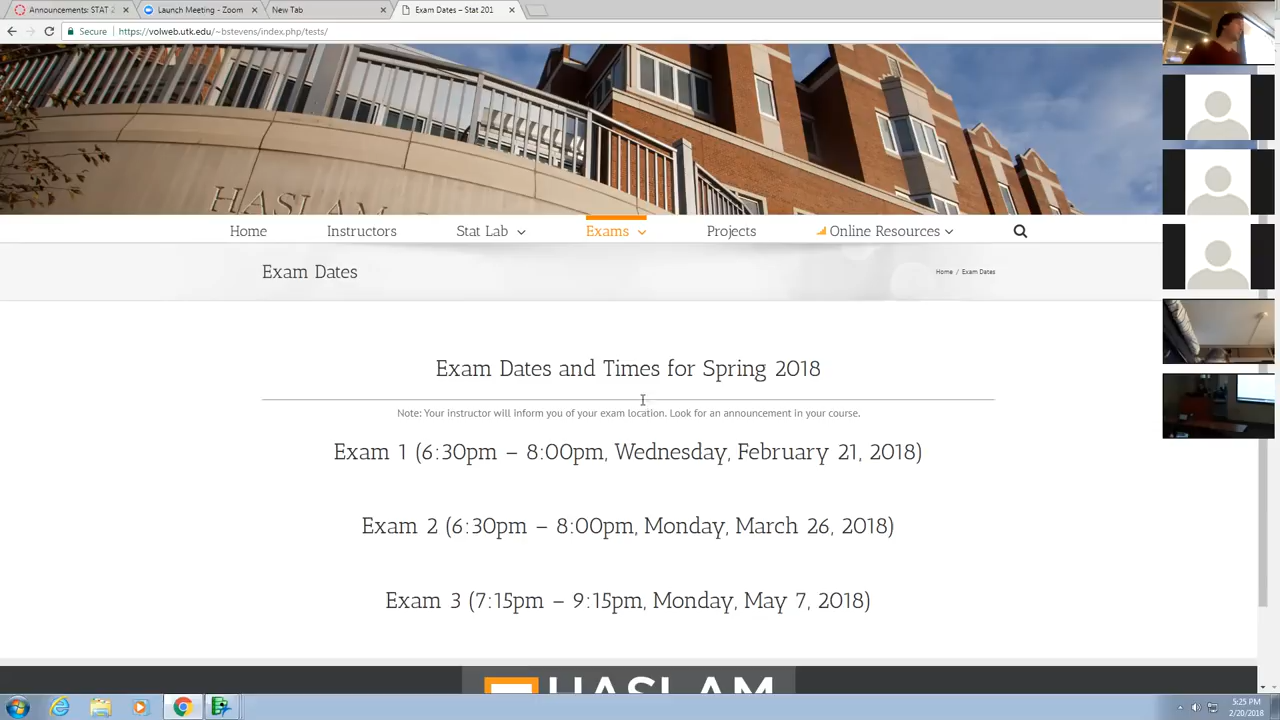 Announcements: STAT 2
Launch Meeting - Zoom
New Tab
Exam Dates – Stat 201
Secure
https://volweb.utk.edu/~bstevens/index.php/tests/
HASLAM
Home
Instructors
Stat Lab
Exams
Projects
Online Resources
Exam Dates
Home / Exam Dates
Exam Dates and Times for Spring 2018
Note: Your instructor will inform you of your exam location. Look for an announcement in your course.
Exam 1 (6:30pm – 8:00pm, Wednesday, February 21, 2018)
Exam 2 (6:30pm – 8:00pm, Monday, March 26, 2018)
Exam 3 (7:15pm – 9:15pm, Monday, May 7, 2018)
HASLAM
5:25 PM
2/20/2018